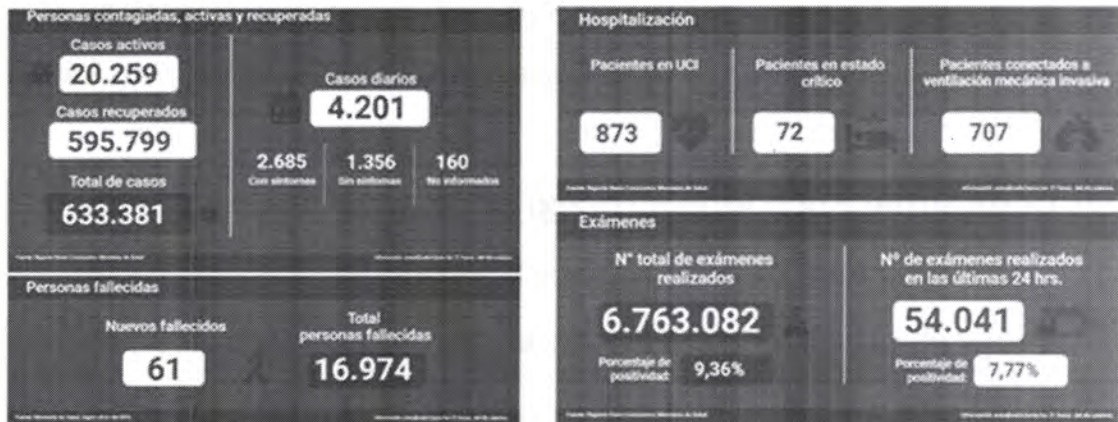 Personas contagiadas, activas y recuperadas
Casos activos
20.259
Casos recuperados
595.799
Total de casos
633.381
Casos diarios
4.201
2.685
Con síntomas
1.356
Sin síntomas
160
No informados
Personas fallecidas
Nuevos fallecidos
61
Total
personas fallecidas
16.974
Hospitalización
Pacientes en UCI
873
Pacientes en estado
crítico
72
Pacientes conectados a
ventilación mecánica invasiva
707
Exámenes
N° total de exámenes
realizados
6.763.082
Porcentaje de
positividad:
9,36%
Nº de exámenes realizados
en las últimas 24 hrs.
54.041
Porcentaje de
positividad:
7,77%